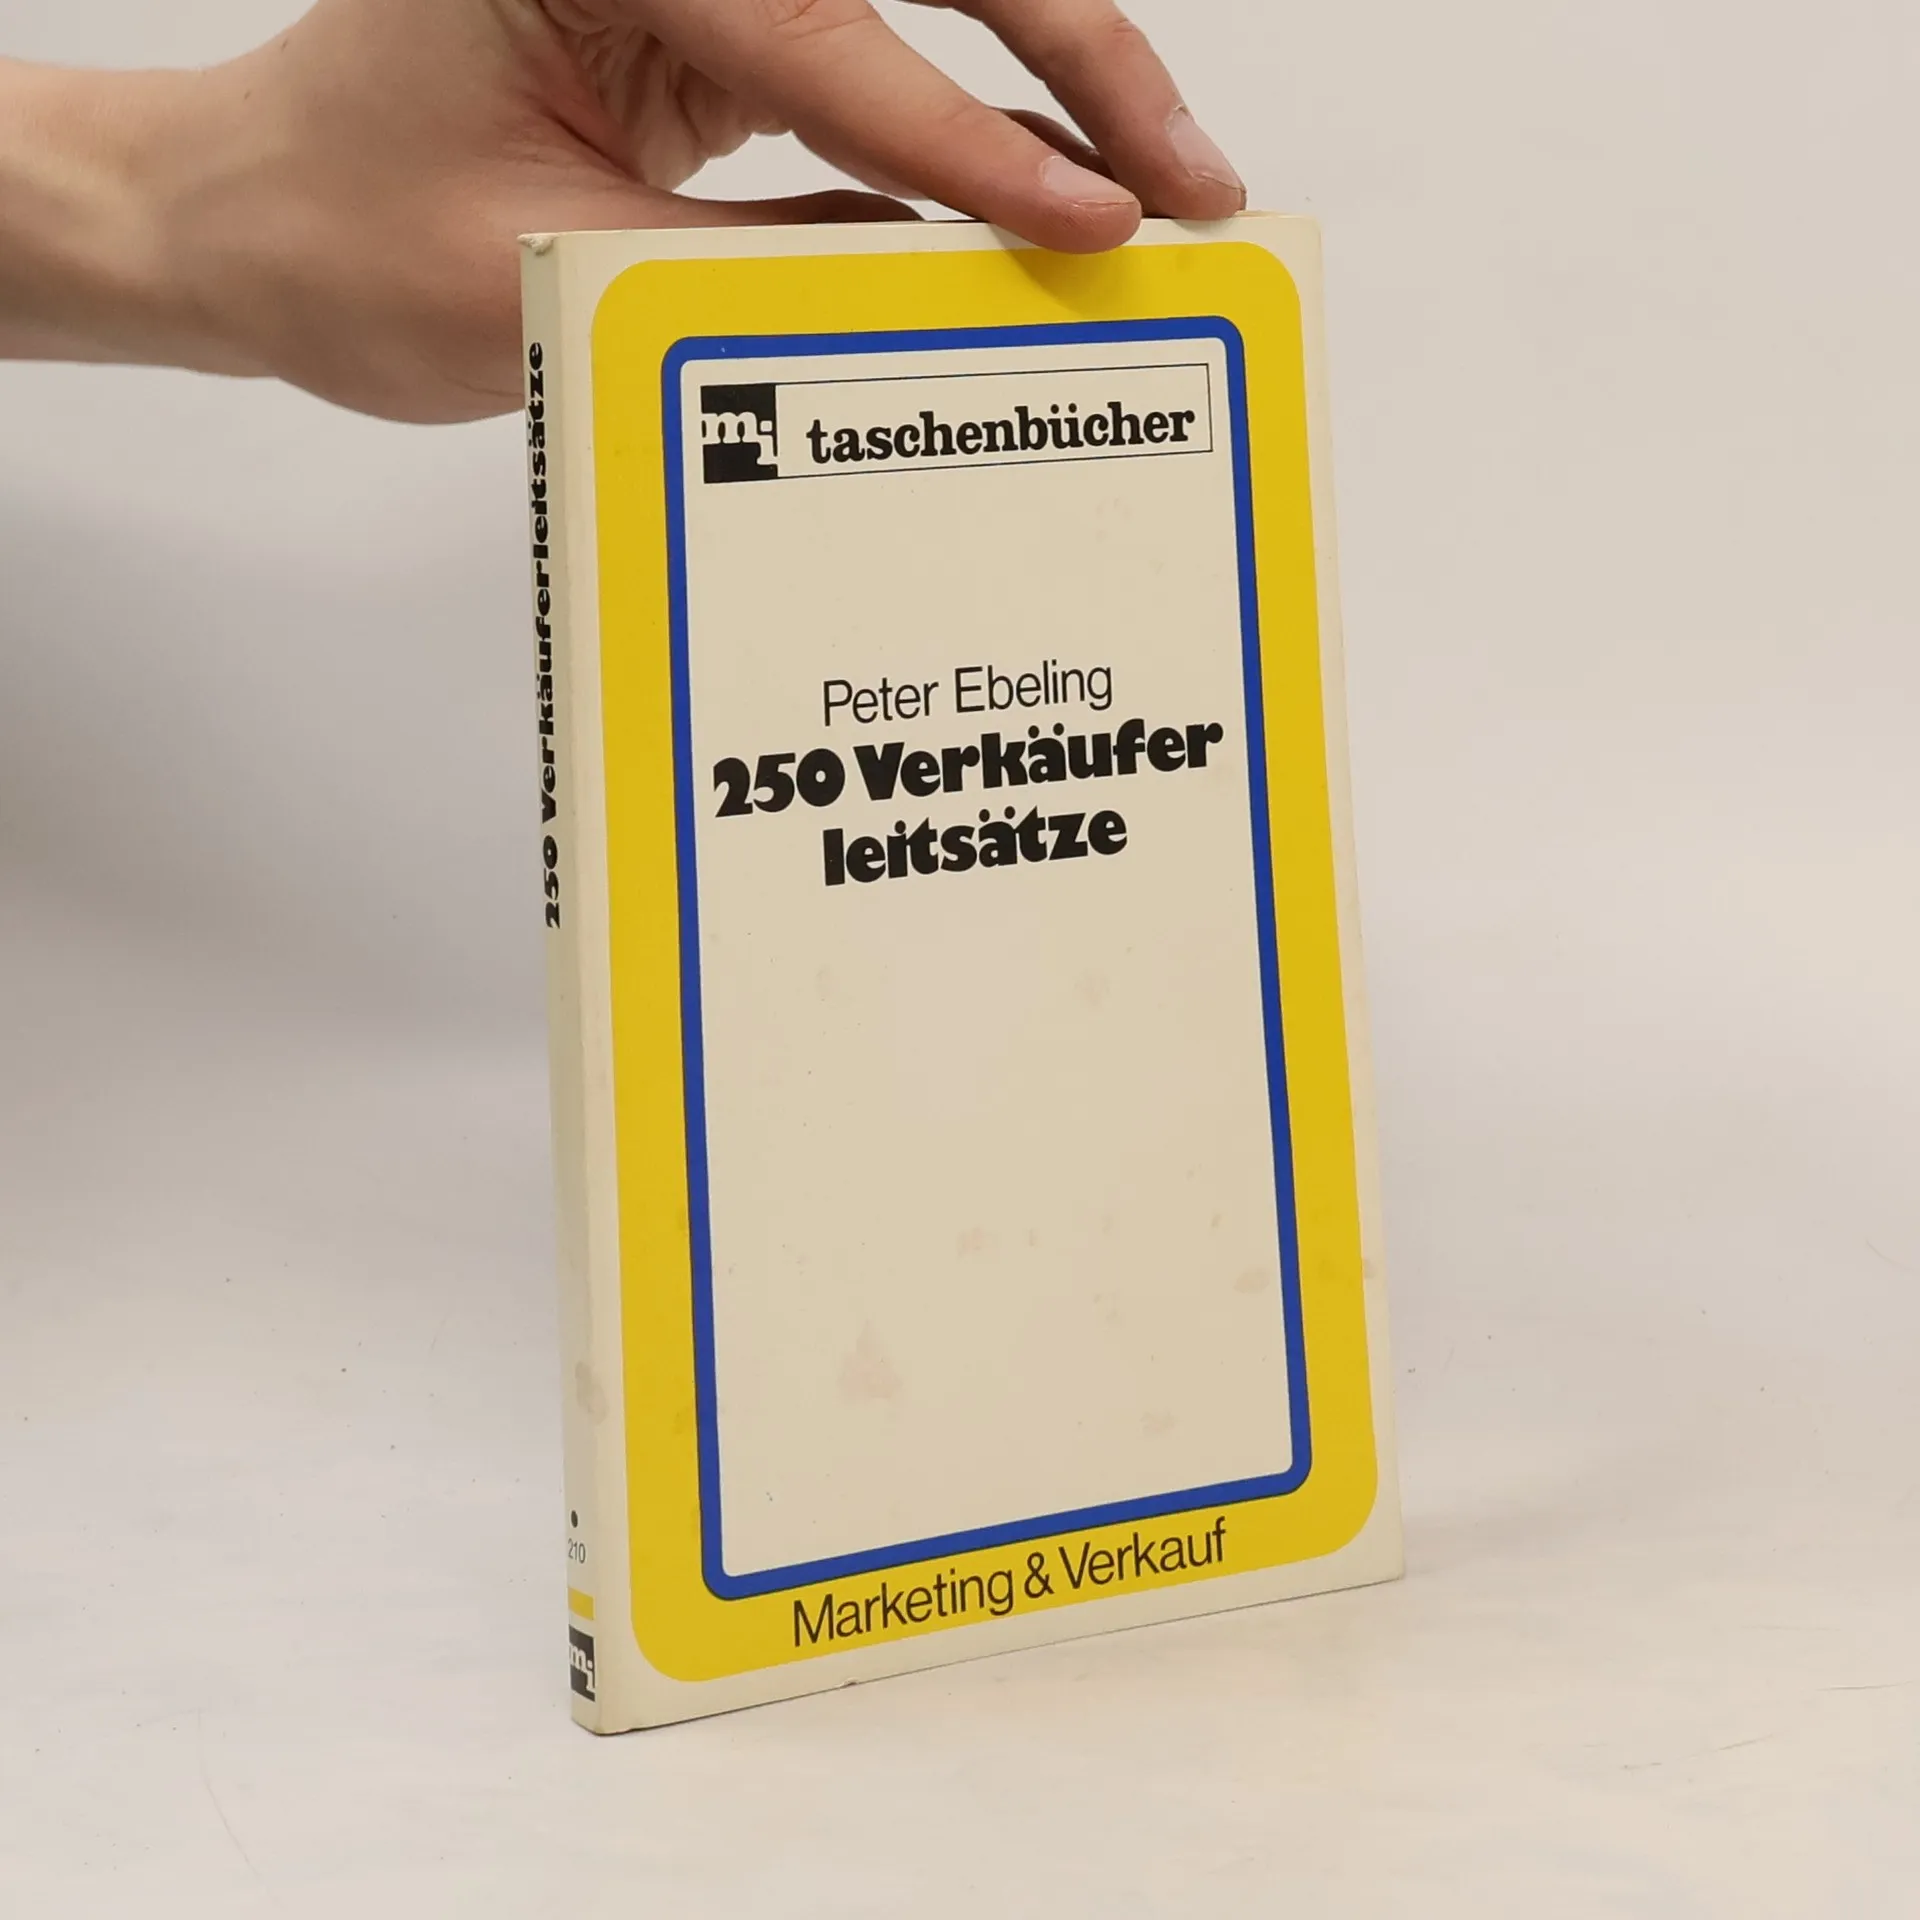 mi taschenbücher
Peter Ebeling
250 Verkäufer
leitsätze
Marketing & Verkauf
250 Verkäuferleitsätze
210
mi